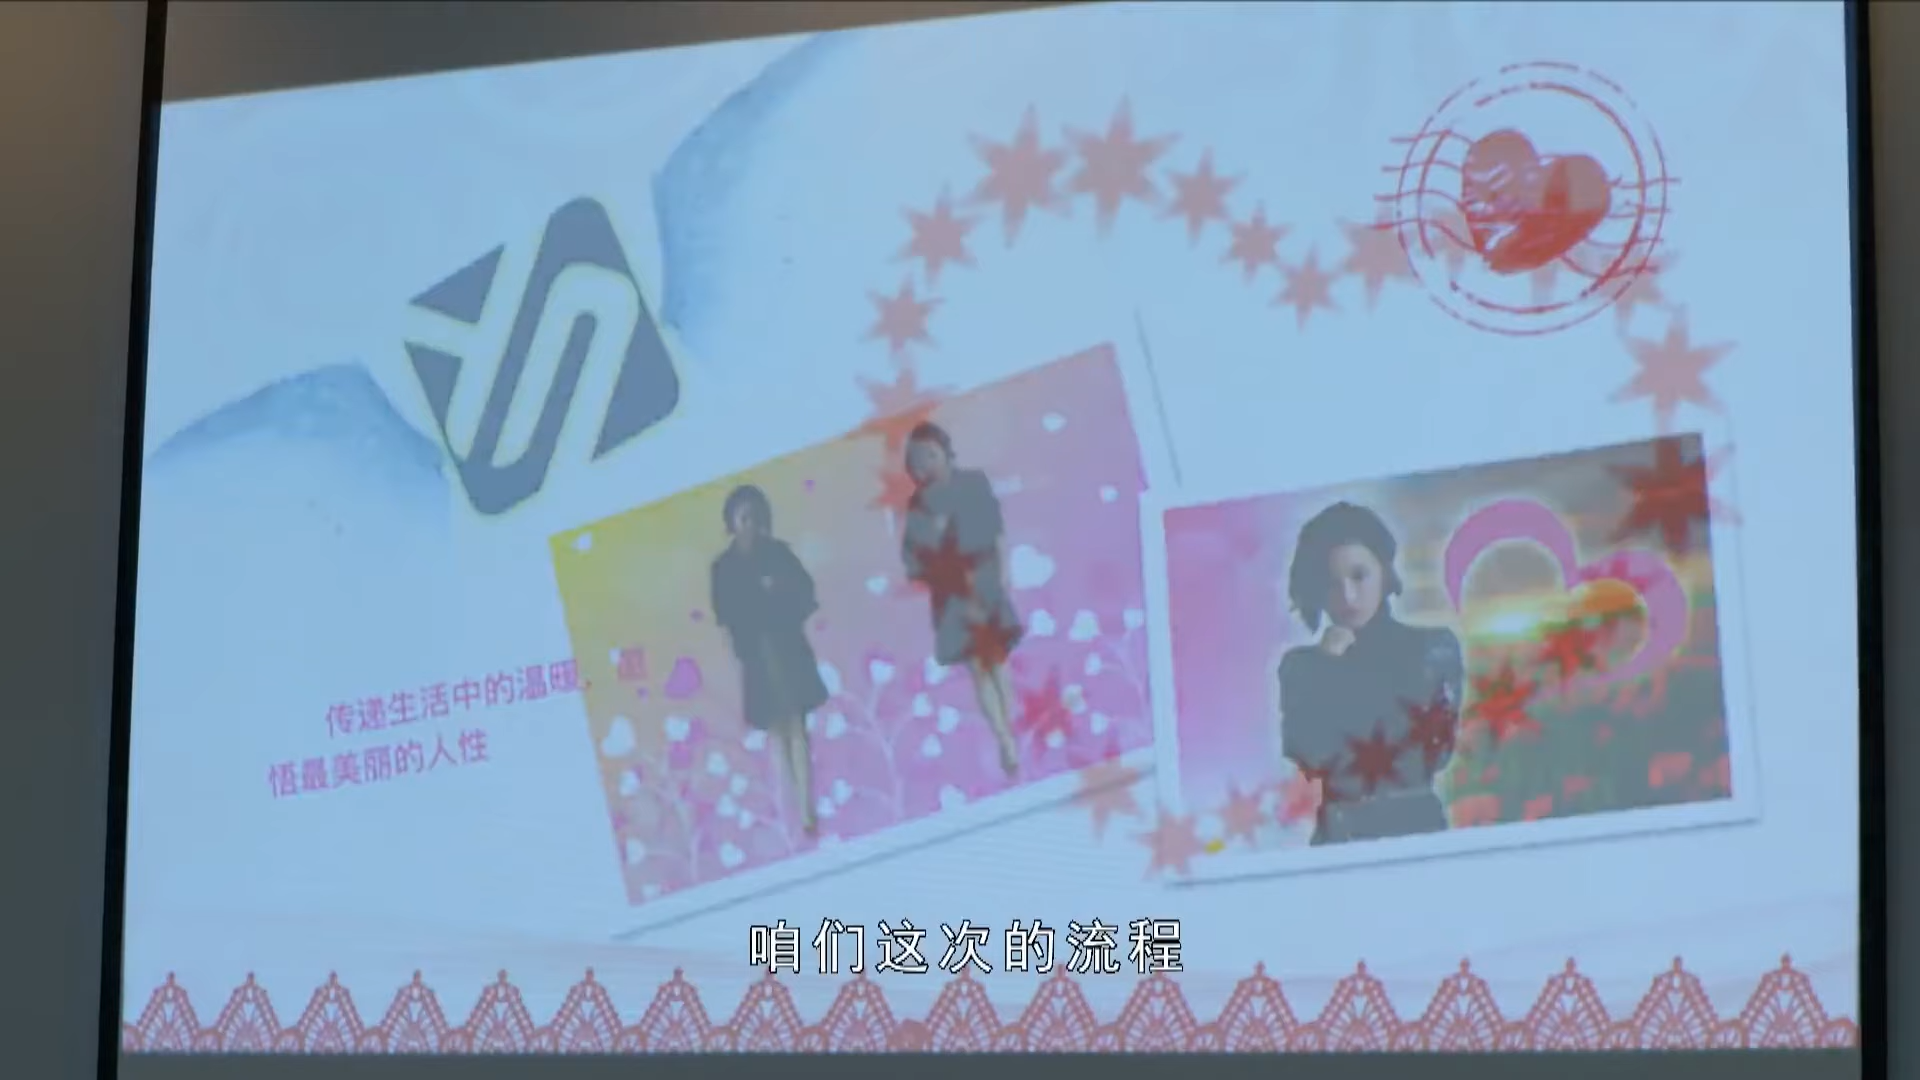 传递生活中的温暖，感
悟最美丽的人性
咱们这次的流程